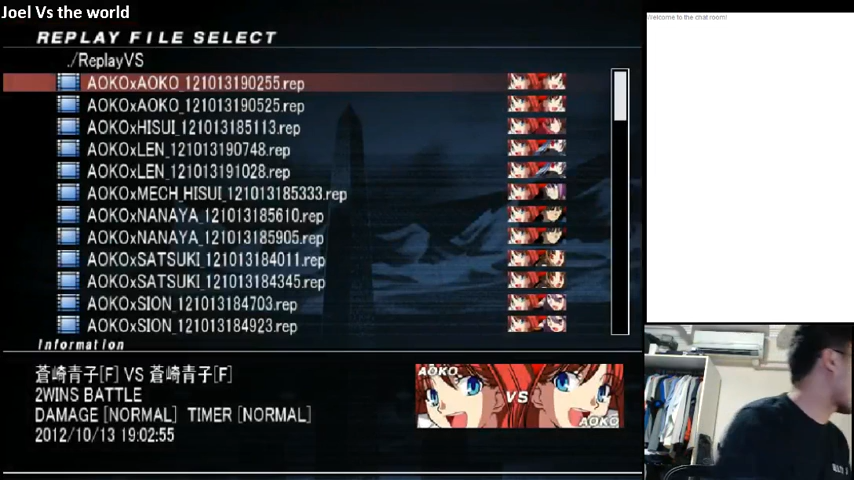 Joel Vs the world
Welcome to the chat room!
REPLAY FILE SELECT
./ReplayVS
AOKOxAOKO_121013190255.rep
AOKOxAOKO_121013190525.rep
AOKOxHISUI_121013185113.rep
AOKOxLEN_121013190748.rep
AOKOxLEN_121013191028.rep
AOKOxMECH_HISUI_121013185333.rep
AOKOxNANAYA_121013185610.rep
AOKOxNANAYA_121013185905.rep
AOKOxSATSUKI_121013184011.rep
AOKOxSATSUKI_121013184345.rep
AOKOxSION_121013184703.rep
AOKOxSION_121013184923.rep
Information
蒼崎青子[F] VS 蒼崎青子[F]
2WINS BATTLE
DAMAGE [NORMAL] TIMER [NORMAL]
2012/10/13 19:02:55
AOKO
VS
AOKO